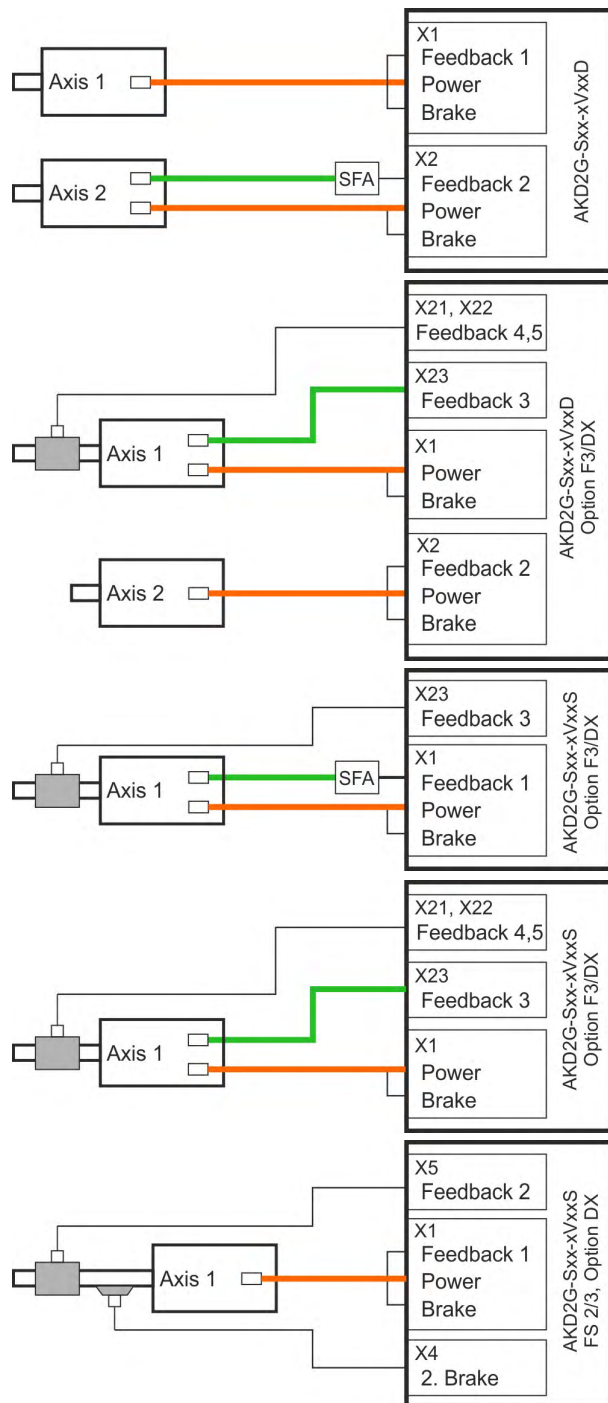 Axis 1
X1
Feedback 1
Power
Brake
Axis 2
SFA
X2
Feedback 2
Power
Brake
AKD2G-Sxx-xVxxD
X21, X22
Feedback 4,5
X23
Feedback 3
Axis 1
X1
Power
Brake
Axis 2
X2
Feedback 2
Power
Brake
AKD2G-Sxx-xVxxD
Option F3/DX
X23
Feedback 3
Axis 1
SFA
X1
Feedback 1
Power
Brake
AKD2G-Sxx-xVxxS
Option F3/DX
X21, X22
Feedback 4,5
X23
Feedback 3
Axis 1
X1
Power
Brake
AKD2G-Sxx-xVxxS
Option F3/DX
X5
Feedback 2
Axis 1
X1
Feedback 1
Power
Brake
X4
2. Brake
AKD2G-Sxx-xVxxS
FS 2/3, Option DX